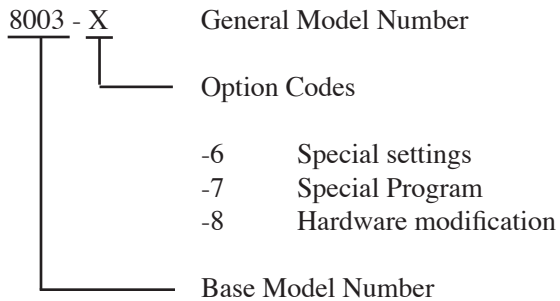 8003 - X General Model Number
Option Codes
-6 Special settings
-7 Special Program
-8 Hardware modification
Base Model Number